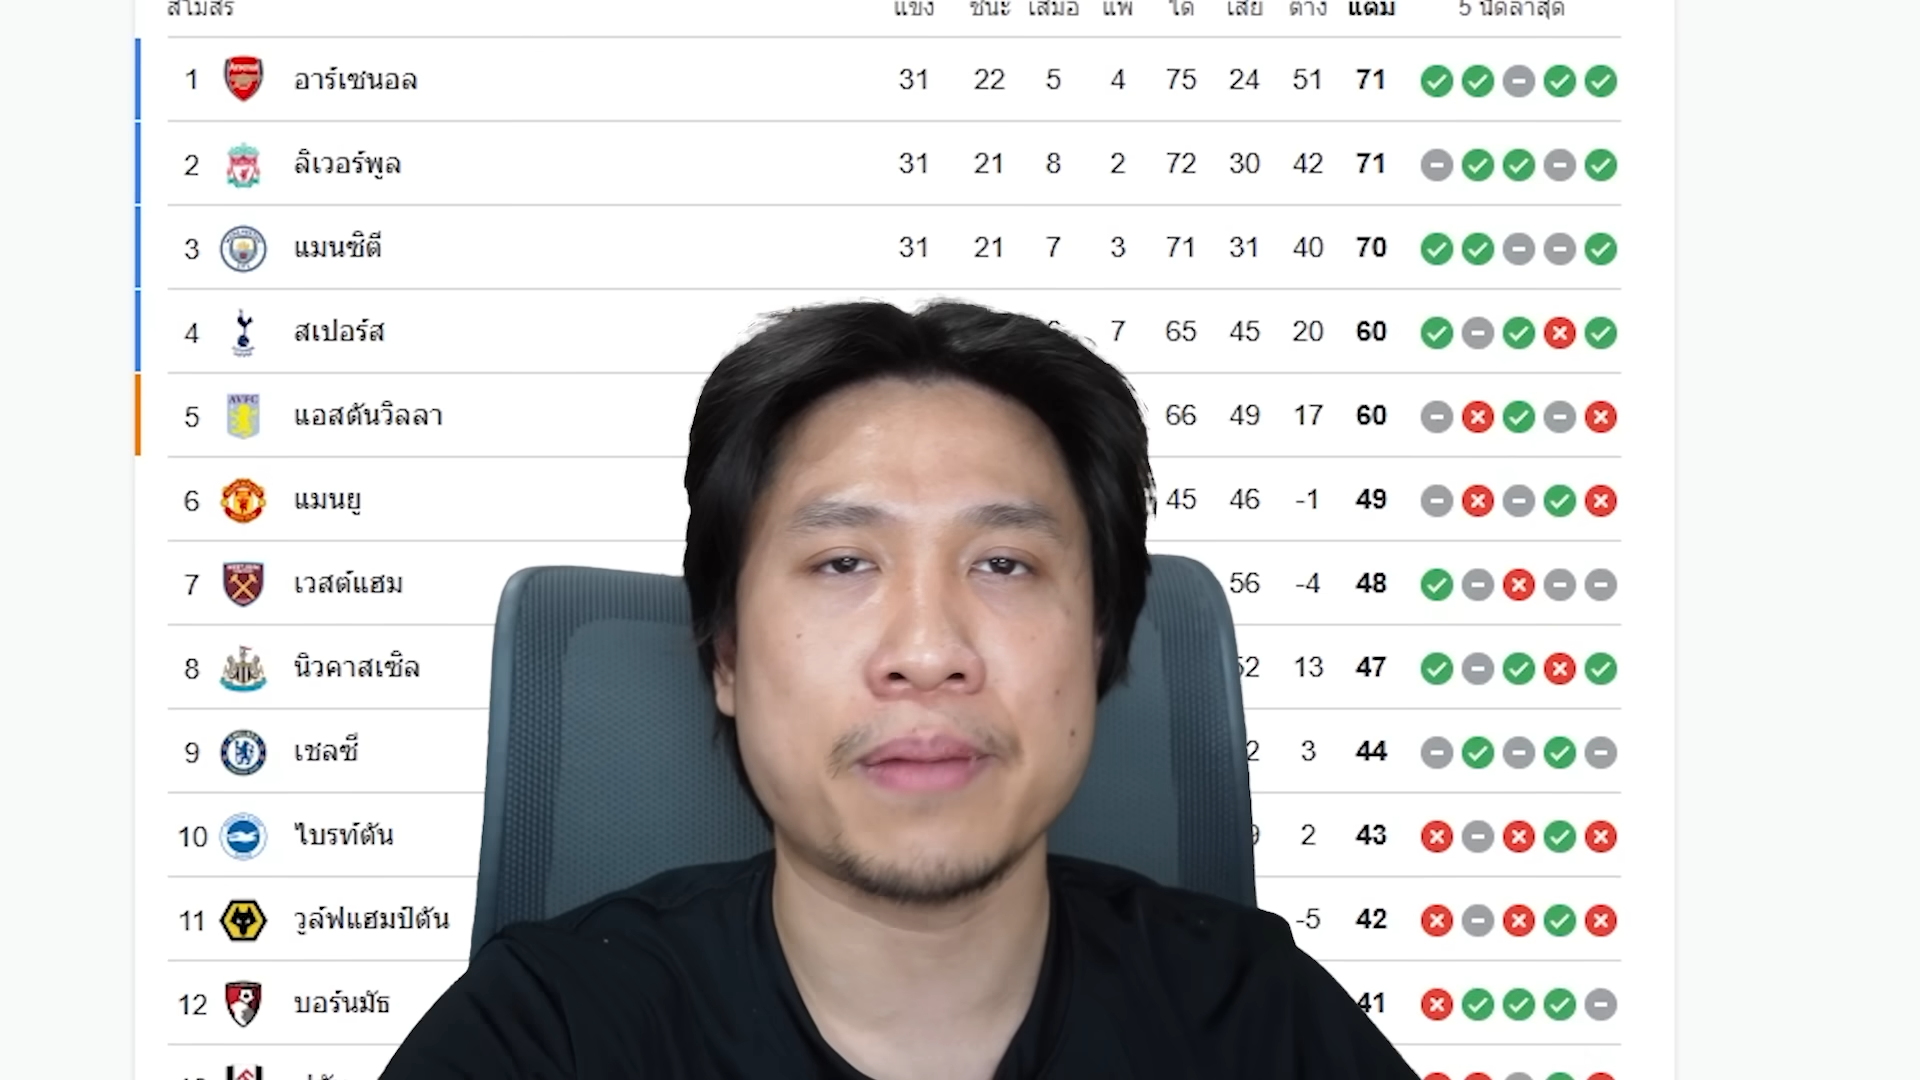 สโมสร แข่ง ชนะ เสมอ แพ้ ได้ เสีย ต่าง แต้ม 5 นัดล่าสุด
1 อาร์เซนอล 31 22 5 4 75 24 51 71
2 ลิเวอร์พูล 31 21 8 2 72 30 42 71
3 แมนซิตี 31 21 7 3 71 31 40 70
4 สเปอร์ส 7 65 45 20 60
5 แอสตันวิลลา 66 49 17 60
6 แมนยู 45 46 -1 49
7 เวสต์แฮม 56 -4 48
8 นิวคาสเซิล 13 47
9 เชลซี 3 44
10 ไบรท์ตัน 2 43
11 วูล์ฟแฮมป์ตัน -5 42
12 บอร์นมัธ 41